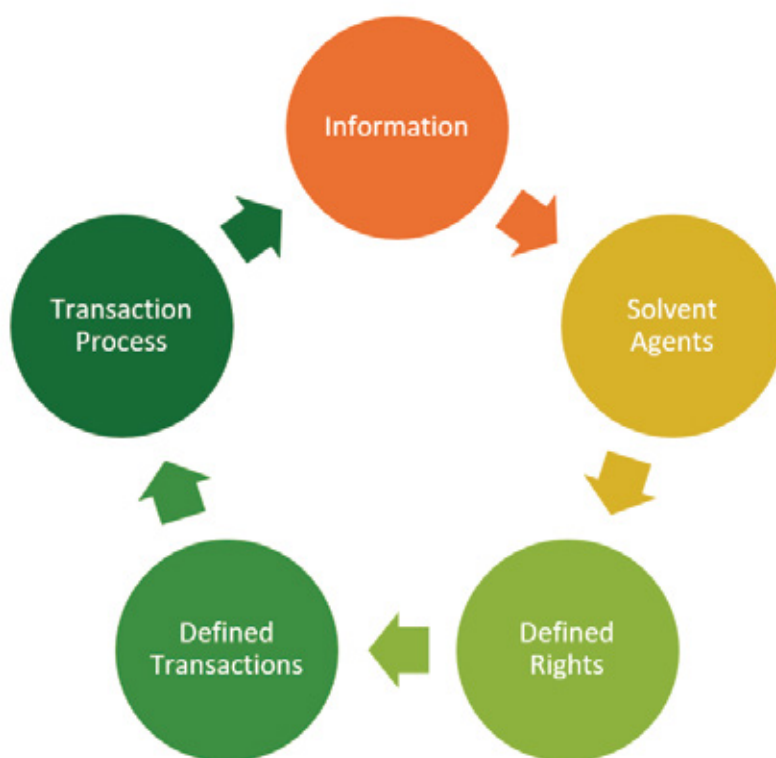 Information
Solvent
Agents
Defined
Rights
Defined
Transactions
Transaction
Process